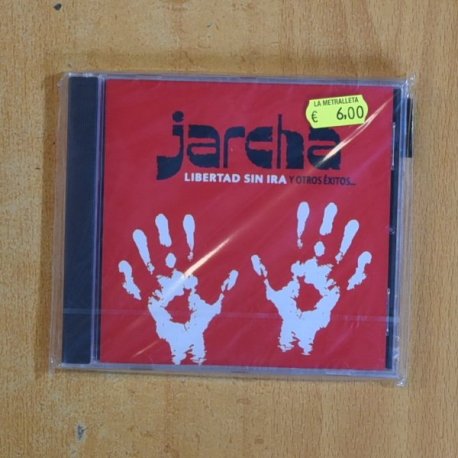 LA METRALLETA
€ 6,00
jarcha
LIBERTAD SIN IRA Y OTROS ÉXITOS...